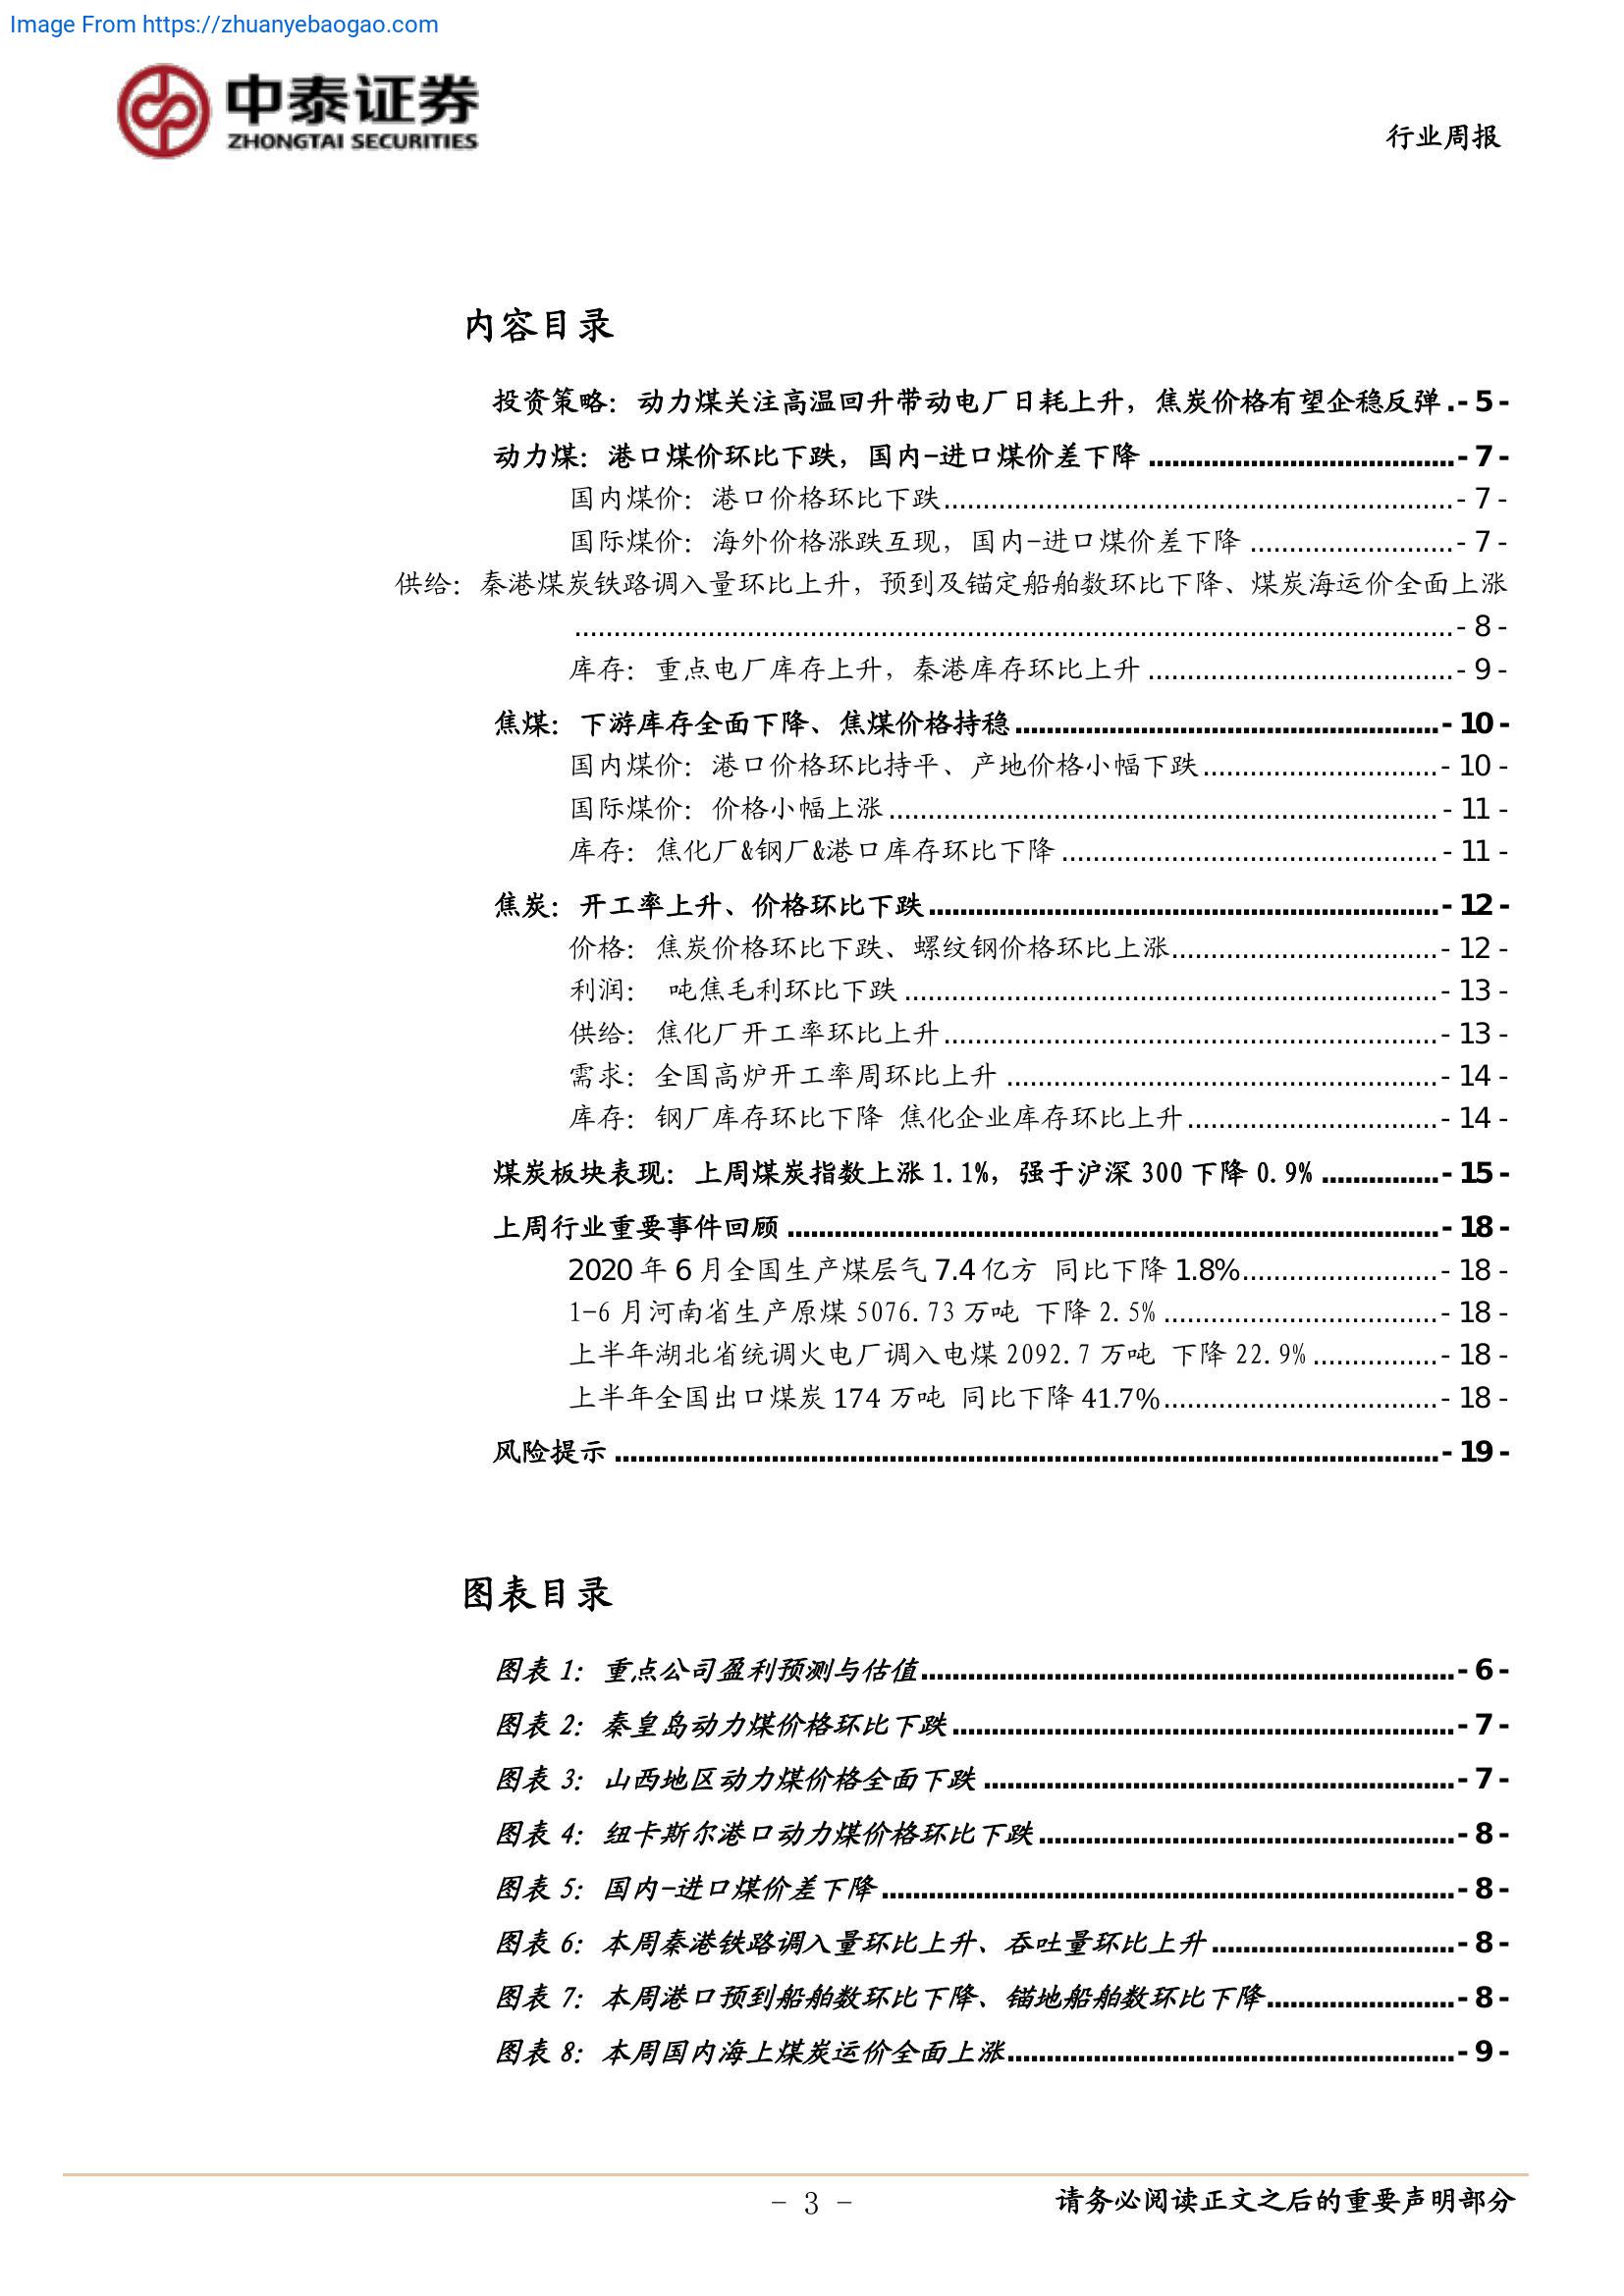 Image From https://zhuanyebaogao.com
中泰证券
ZHONGTAI SECURITIES
行业周报
内容目录
投资策略：动力煤关注高温回升带动电厂日耗上升，焦炭价格有望企稳反弹.- 5 -
动力煤：港口煤价环比下跌，国内-进口煤价差下降.......................................- 7 -
国内煤价：港口价格环比下跌.................................................................- 7 -
国际煤价：海外价格涨跌互现，国内-进口煤价差下降..........................- 7 -
供给：秦港煤炭铁路调入量环比上升，预到及锚定船舶数环比下降、煤炭海运价全面上涨
................................................................................................................- 8 -
库存：重点电厂库存上升，秦港库存环比上升.......................................- 9 -
焦煤：下游库存全面下降、焦煤价格持稳......................................................- 10 -
国内煤价：港口价格环比持平、产地价格小幅下跌..............................- 10 -
国际煤价：价格小幅上涨......................................................................- 11 -
库存：焦化厂&钢厂&港口库存环比下降................................................- 11 -
焦炭：开工率上升、价格环比下跌.................................................................- 12 -
价格：焦炭价格环比下跌、螺纹钢价格环比上涨..................................- 12 -
利润： 吨焦毛利环比下跌....................................................................- 13 -
供给：焦化厂开工率环比上升...............................................................- 13 -
需求：全国高炉开工率周环比上升.......................................................- 14 -
库存：钢厂库存环比下降 焦化企业库存环比上升................................- 14 -
煤炭板块表现：上周煤炭指数上涨 1.1%，强于沪深 300 下降 0.9%...............- 15 -
上周行业重要事件回顾...................................................................................- 18 -
2020 年 6 月全国生产煤层气 7.4 亿方 同比下降 1.8%.........................- 18 -
1-6 月河南省生产原煤 5076.73 万吨 下降 2.5%...................................- 18 -
上半年湖北省统调火电厂调入电煤 2092.7 万吨 下降 22.9%................- 18 -
上半年全国出口煤炭 174 万吨 同比下降 41.7%...................................- 18 -
风险提示.........................................................................................................- 19 -
图表目录
图表 1：重点公司盈利预测与估值....................................................................- 6 -
图表 2：秦皇岛动力煤价格环比下跌................................................................- 7 -
图表 3：山西地区动力煤价格全面下跌............................................................- 7 -
图表 4：纽卡斯尔港口动力煤价格环比下跌.....................................................- 8 -
图表 5：国内-进口煤价差下降.........................................................................- 8 -
图表 6：本周秦港铁路调入量环比上升、吞吐量环比上升...............................- 8 -
图表 7：本周港口预到船舶数环比下降、锚地船舶数环比下降........................- 8 -
图表 8：本周国内海上煤炭运价全面上涨.........................................................- 9 -
- 3 -
请务必阅读正文之后的重要声明部分